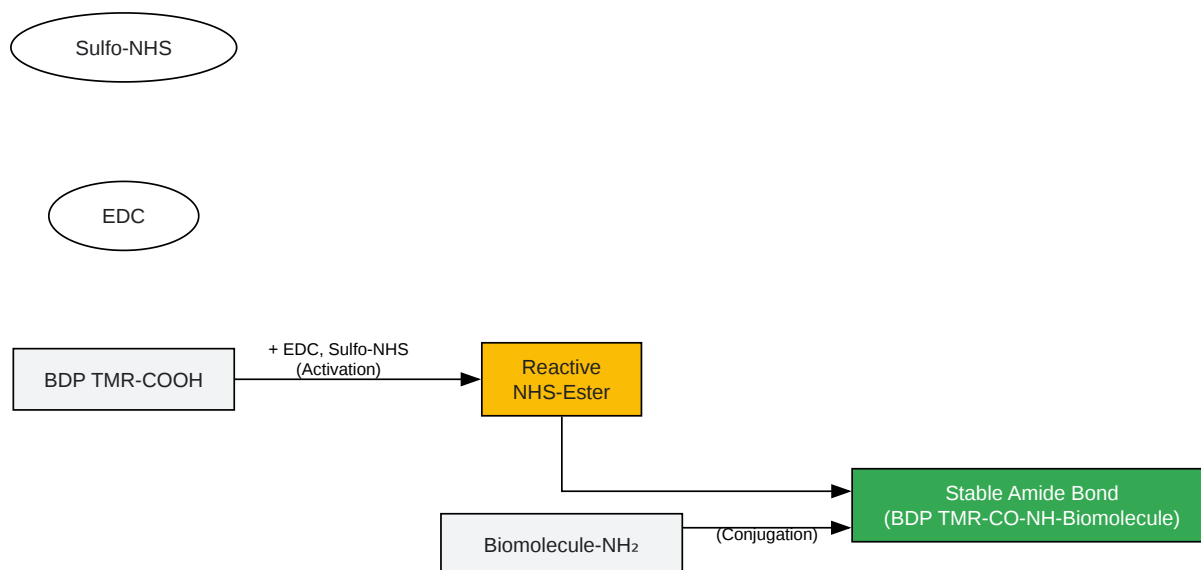 Sulfo-NHS
EDC
BDP TMR-COOH
+ EDC, Sulfo-NHS
(Activation)
Reactive
NHS-Ester
Stable Amide Bond
(BDP TMR-CO-NH-Biomolecule)
Biomolecule-NH₂
(Conjugation)